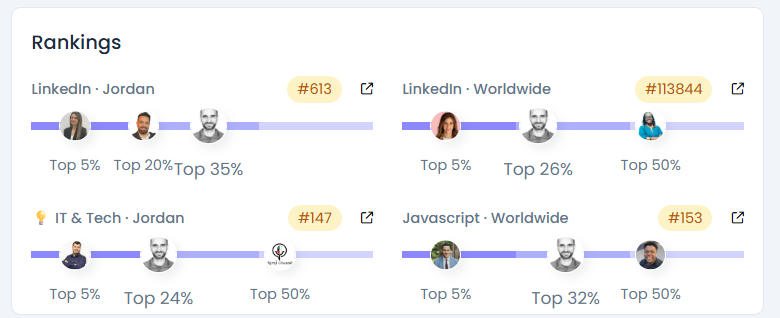 Rankings
LinkedIn · Jordan #613
Top 5% Top 20% Top 35%
LinkedIn · Worldwide #113844
Top 5% Top 26% Top 50%
IT & Tech · Jordan #147
Top 5% Top 24% Top 50%
Javascript · Worldwide #153
Top 5% Top 32% Top 50%